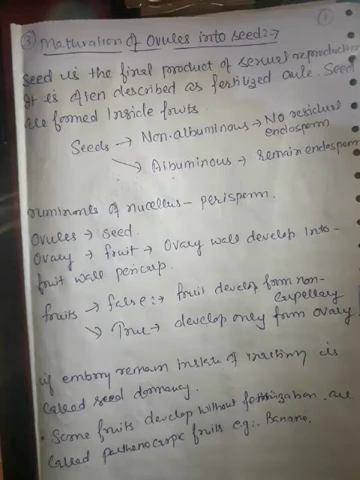 ③ Maturation of Ovules into seed:→
①
Seed is the final product of sexual reproduction
It is often described as fertilized ovule. Seed
are formed Inside fruits.
Seeds → Non-albuminous → No residual
endosperm
→ Albuminous → remain endosperm
of nucellus - perisperm.
Ovules → seed.
Ovary → fruit → Ovary wall develop into-
fruit wall pericarp.
fruits → false :→ fruit develop from non-
→ True → develop only from ovary
if embryo remain of is
called seed dormancy.
• Some fruits develop without fertilization are
called fruits e.g:- Banana.